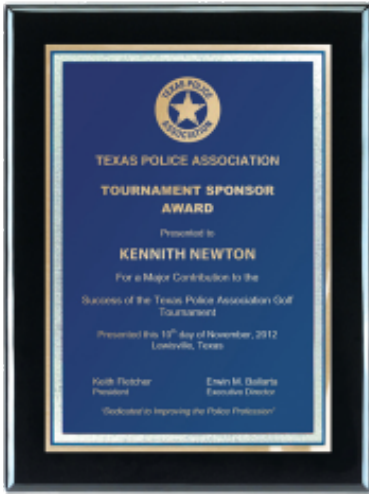 TEXAS POLICE
ASSOCIATION
TEXAS POLICE ASSOCIATION
TOURNAMENT SPONSOR
AWARD
Presented to
KENNITH NEWTON
For a Major Contribution to the
Success of the Texas Police Association Golf
Tournament
Presented this 10th day of November, 2012
Lewisville, Texas
Keith Fletcher Erwin M. Ballarta
President Executive Director
"Dedicated to Improving the Police Profession"